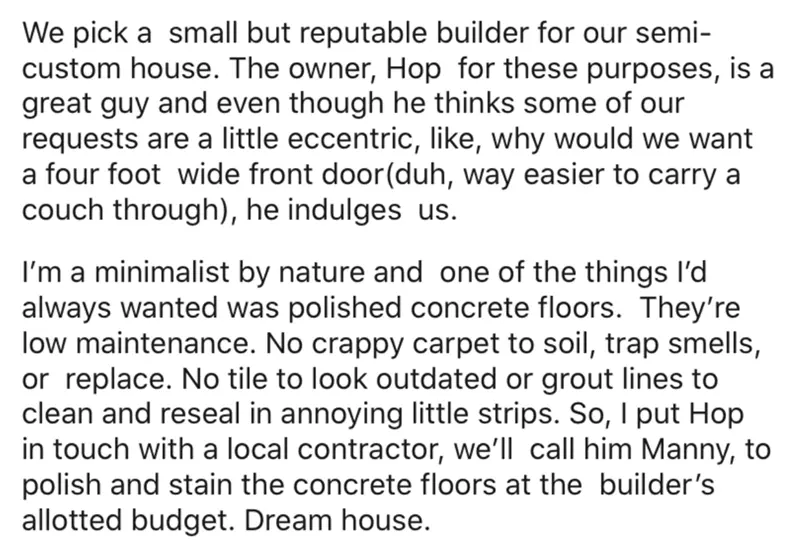 We pick a  small but reputable builder for our semi-
custom house. The owner, Hop  for these purposes, is a
great guy and even though he thinks some of our
requests are a little eccentric, like, why would we want
a four foot  wide front door(duh, way easier to carry a
couch through), he indulges  us.

I’m a minimalist by nature and  one of the things I’d
always wanted was polished concrete floors.  They’re
low maintenance. No crappy carpet to soil, trap smells,
or  replace. No tile to look outdated or grout lines to
clean and reseal in annoying little strips. So, I put Hop
in touch with a local contractor, we’ll  call him Manny, to
polish and stain the concrete floors at the  builder’s
allotted budget. Dream house.